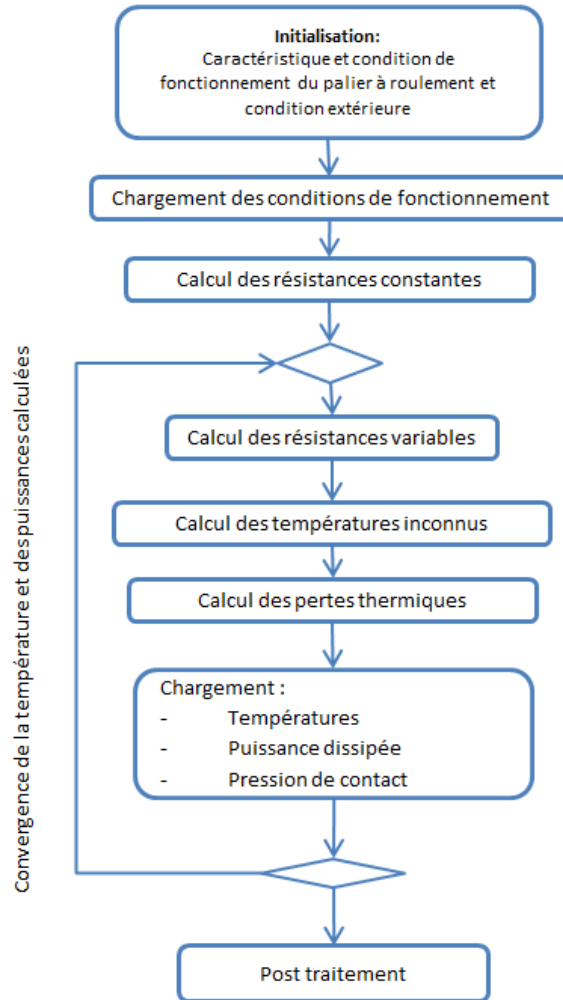 Initialisation:
Caractéristique et condition de
fonctionnement du palier à roulement et
condition extérieure
Chargement des conditions de fonctionnement
Calcul des résistances constantes
Convergence de la température et des puissances calculées
Calcul des résistances variables
Calcul des températures inconnus
Calcul des pertes thermiques
Chargement :
- Températures
- Puissance dissipée
- Pression de contact
Post traitement